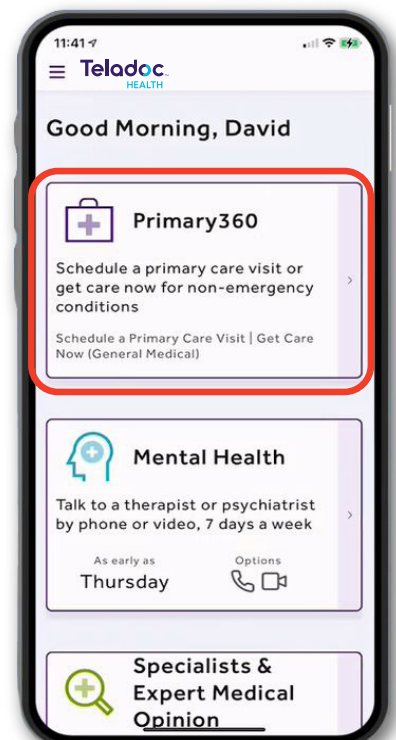 11:41
Teladoc
HEALTH
Good Morning, David
Primary360
Schedule a primary care visit or
get care now for non-emergency
conditions
Schedule a Primary Care Visit | Get Care
Now (General Medical)
Mental Health
Talk to a therapist or psychiatrist
by phone or video, 7 days a week
As early as
Options
Thursday
Specialists &
Expert Medical
Opinion